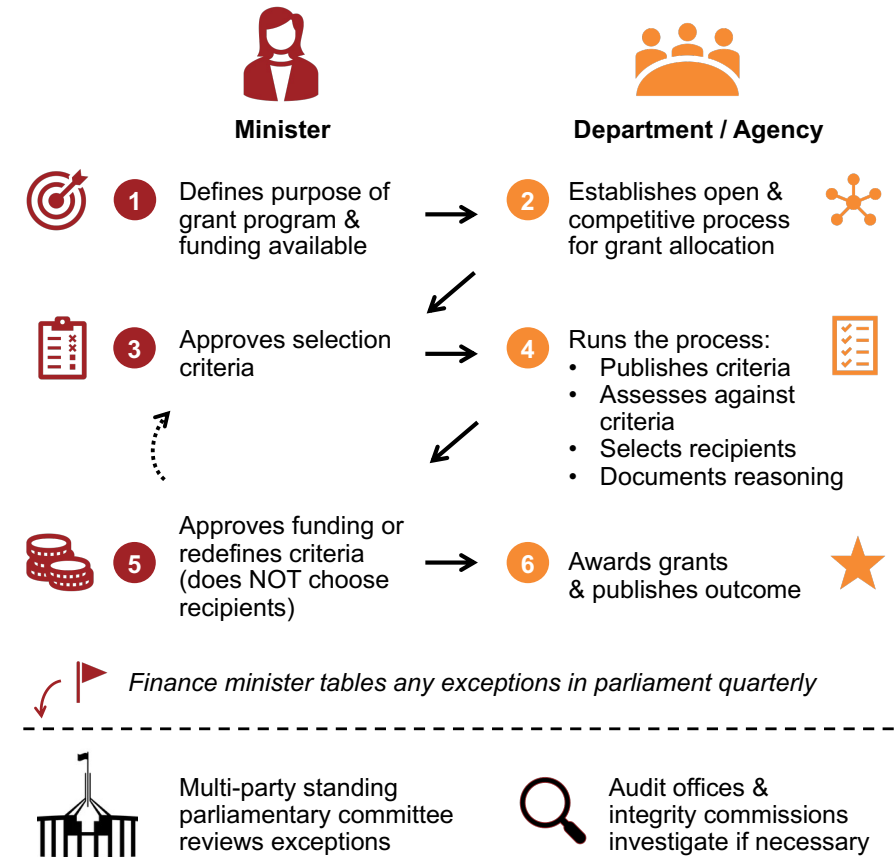 Minister
Department / Agency
1
Defines purpose of
grant program &
funding available
2
Establishes open &
competitive process
for grant allocation
3
Approves selection
criteria
4
Runs the process:
• Publishes criteria
• Assesses against
criteria
• Selects recipients
• Documents reasoning
5
Approves funding or
redefines criteria
(does NOT choose
recipients)
6
Awards grants
& publishes outcome
Finance minister tables any exceptions in parliament quarterly
Multi-party standing
parliamentary committee
reviews exceptions
Audit offices &
integrity commissions
investigate if necessary